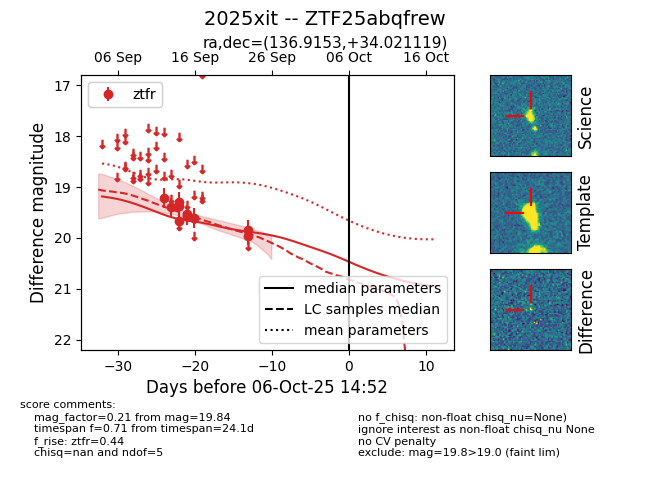 2025xit -- ZTF25abqfrew
ra,dec=(136.9153,+34.021119)
06 Sep 16 Sep 26 Sep 06 Oct 16 Oct
ztfr
17
18
19
20
21
22
Difference magnitude
median parameters
LC samples median
mean parameters
−30 −20 −10 0 10
Days before 06-Oct-25 14:52
Science
Template
Difference
score comments:
mag_factor=0.21 from mag=19.84
timespan f=0.71 from timespan=24.1d
f_rise: ztfr=0.44
chisq=nan and ndof=5
no f_chisq: non-float chisq_nu=None)
ignore interest as non-float chisq_nu None
no CV penalty
exclude: mag=19.8>19.0 (faint lim)